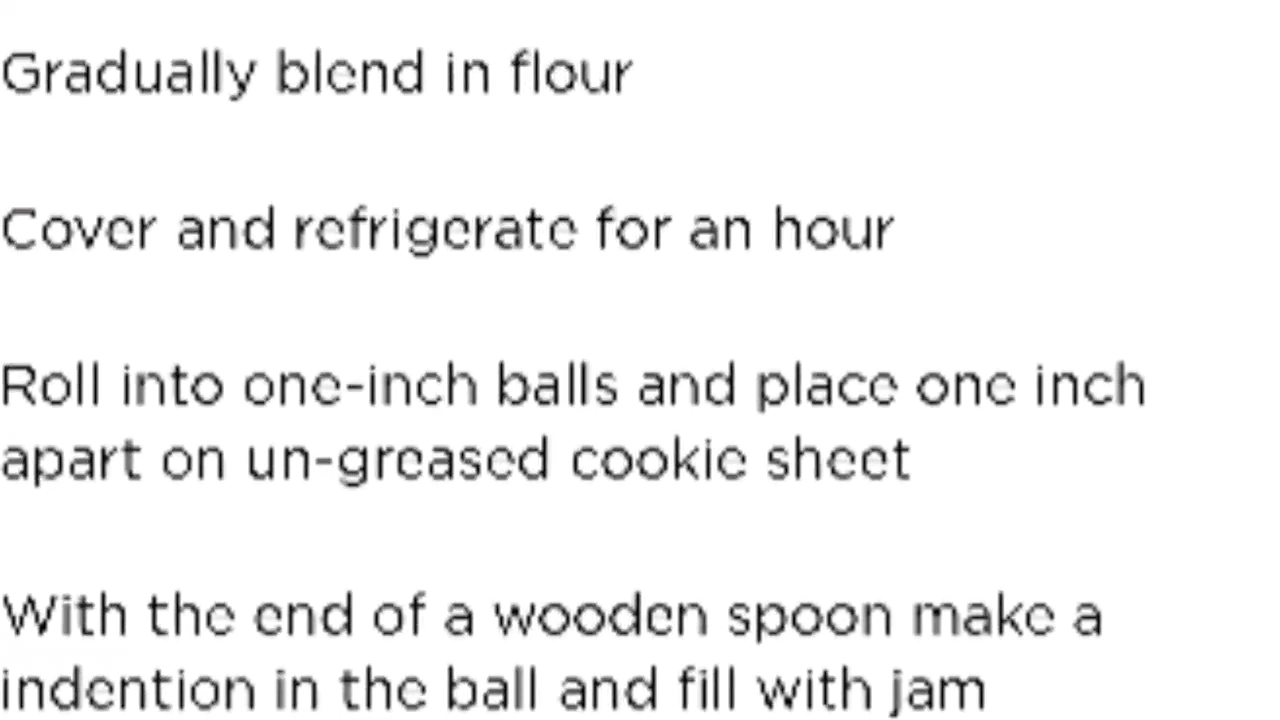 Gradually blend in flour
Cover and refrigerate for an hour
Roll into one-inch balls and place one inch
apart on un-greased cookie sheet
With the end of a wooden spoon make a
indention in the ball and fill with jam